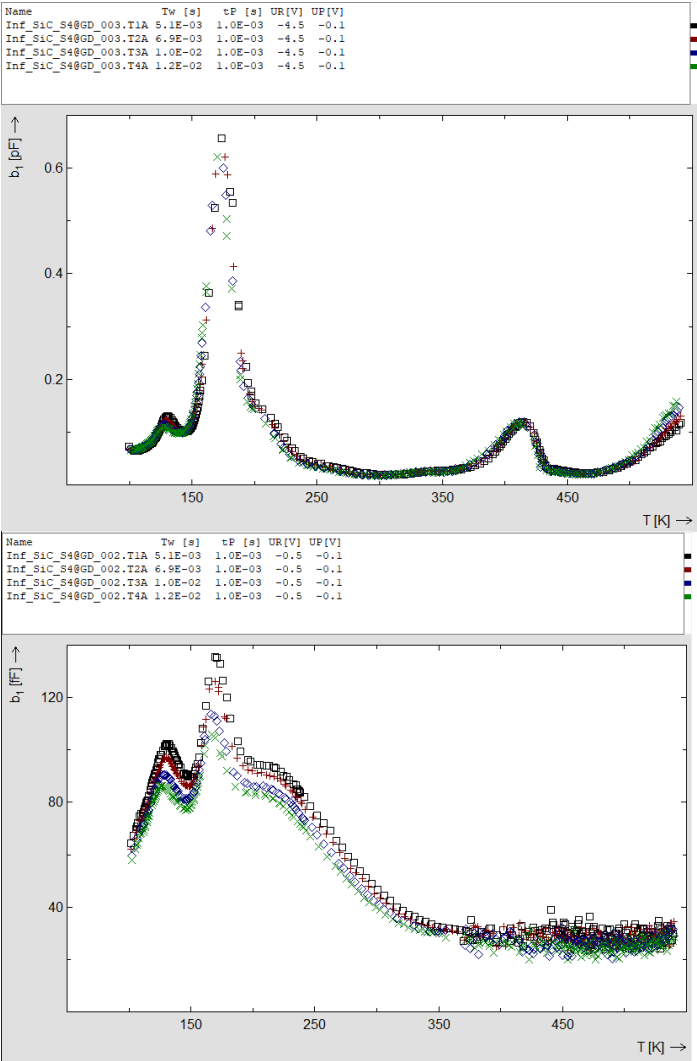 Name Tw [s] tP [s] UR[V] UP[V]
Inf_SiC_S4@GD_003.T1A 5.1E-03 1.0E-03 -4.5 -0.1
Inf_SiC_S4@GD_003.T2A 6.9E-03 1.0E-03 -4.5 -0.1
Inf_SiC_S4@GD_003.T3A 1.0E-02 1.0E-03 -4.5 -0.1
Inf_SiC_S4@GD_003.T4A 1.2E-02 1.0E-03 -4.5 -0.1
b1 [pF] →
0.6
0.4
0.2
150 250 350 450
T [K] →
Name Tw [s] tP [s] UR[V] UP[V]
Inf_SiC_S4@GD_002.T1A 5.1E-03 1.0E-03 -0.5 -0.1
Inf_SiC_S4@GD_002.T2A 6.9E-03 1.0E-03 -0.5 -0.1
Inf_SiC_S4@GD_002.T3A 1.0E-02 1.0E-03 -0.5 -0.1
Inf_SiC_S4@GD_002.T4A 1.2E-02 1.0E-03 -0.5 -0.1
b1 [fF] →
120
80
40
150 250 350 450
T [K] →